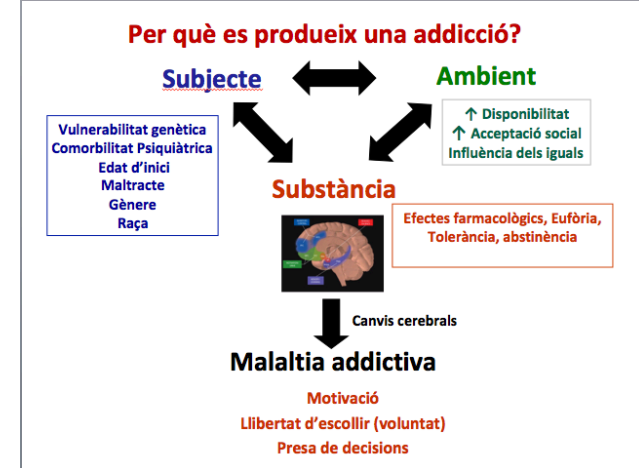 Per què es produeix una addicció?
Subjecte
Ambient
Vulnerabilitat genètica
Comorbilitat Psiquiàtrica
Edat d'inici
Maltracte
Gènere
Raça
↑ Disponibilitat
↑ Acceptació social
Influència dels iguals
Substància
Efectes farmacològics, Eufòria,
Tolerància, abstinència
Canvis cerebrals
Malaltia addictiva
Motivació
Llibertat d'escollir (voluntat)
Presa de decisions